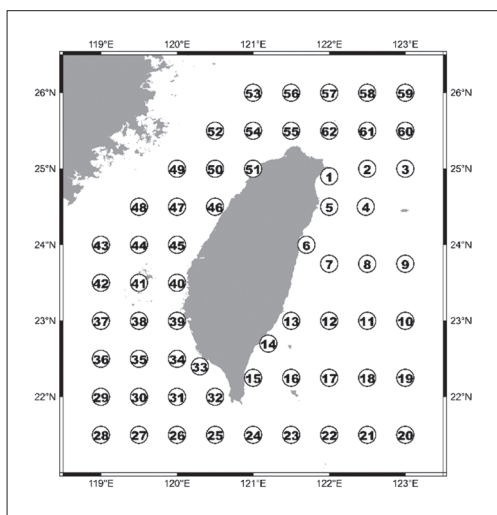 119°E 120°E 121°E 122°E 123°E
26°N 53 56 57 58 59 26°N
52 54 55 62 61 60
25°N 49 50 51 1 2 3 25°N
48 47 46 5 4
24°N 43 44 45 6 24°N
7 8 9
42 41 40
23°N 37 38 39 13 12 11 10 23°N
14
36 35 34 33
15 16 17 18 19
22°N 29 30 31 32 22°N
28 27 26 25 24 23 22 21 20
119°E 120°E 121°E 122°E 123°E